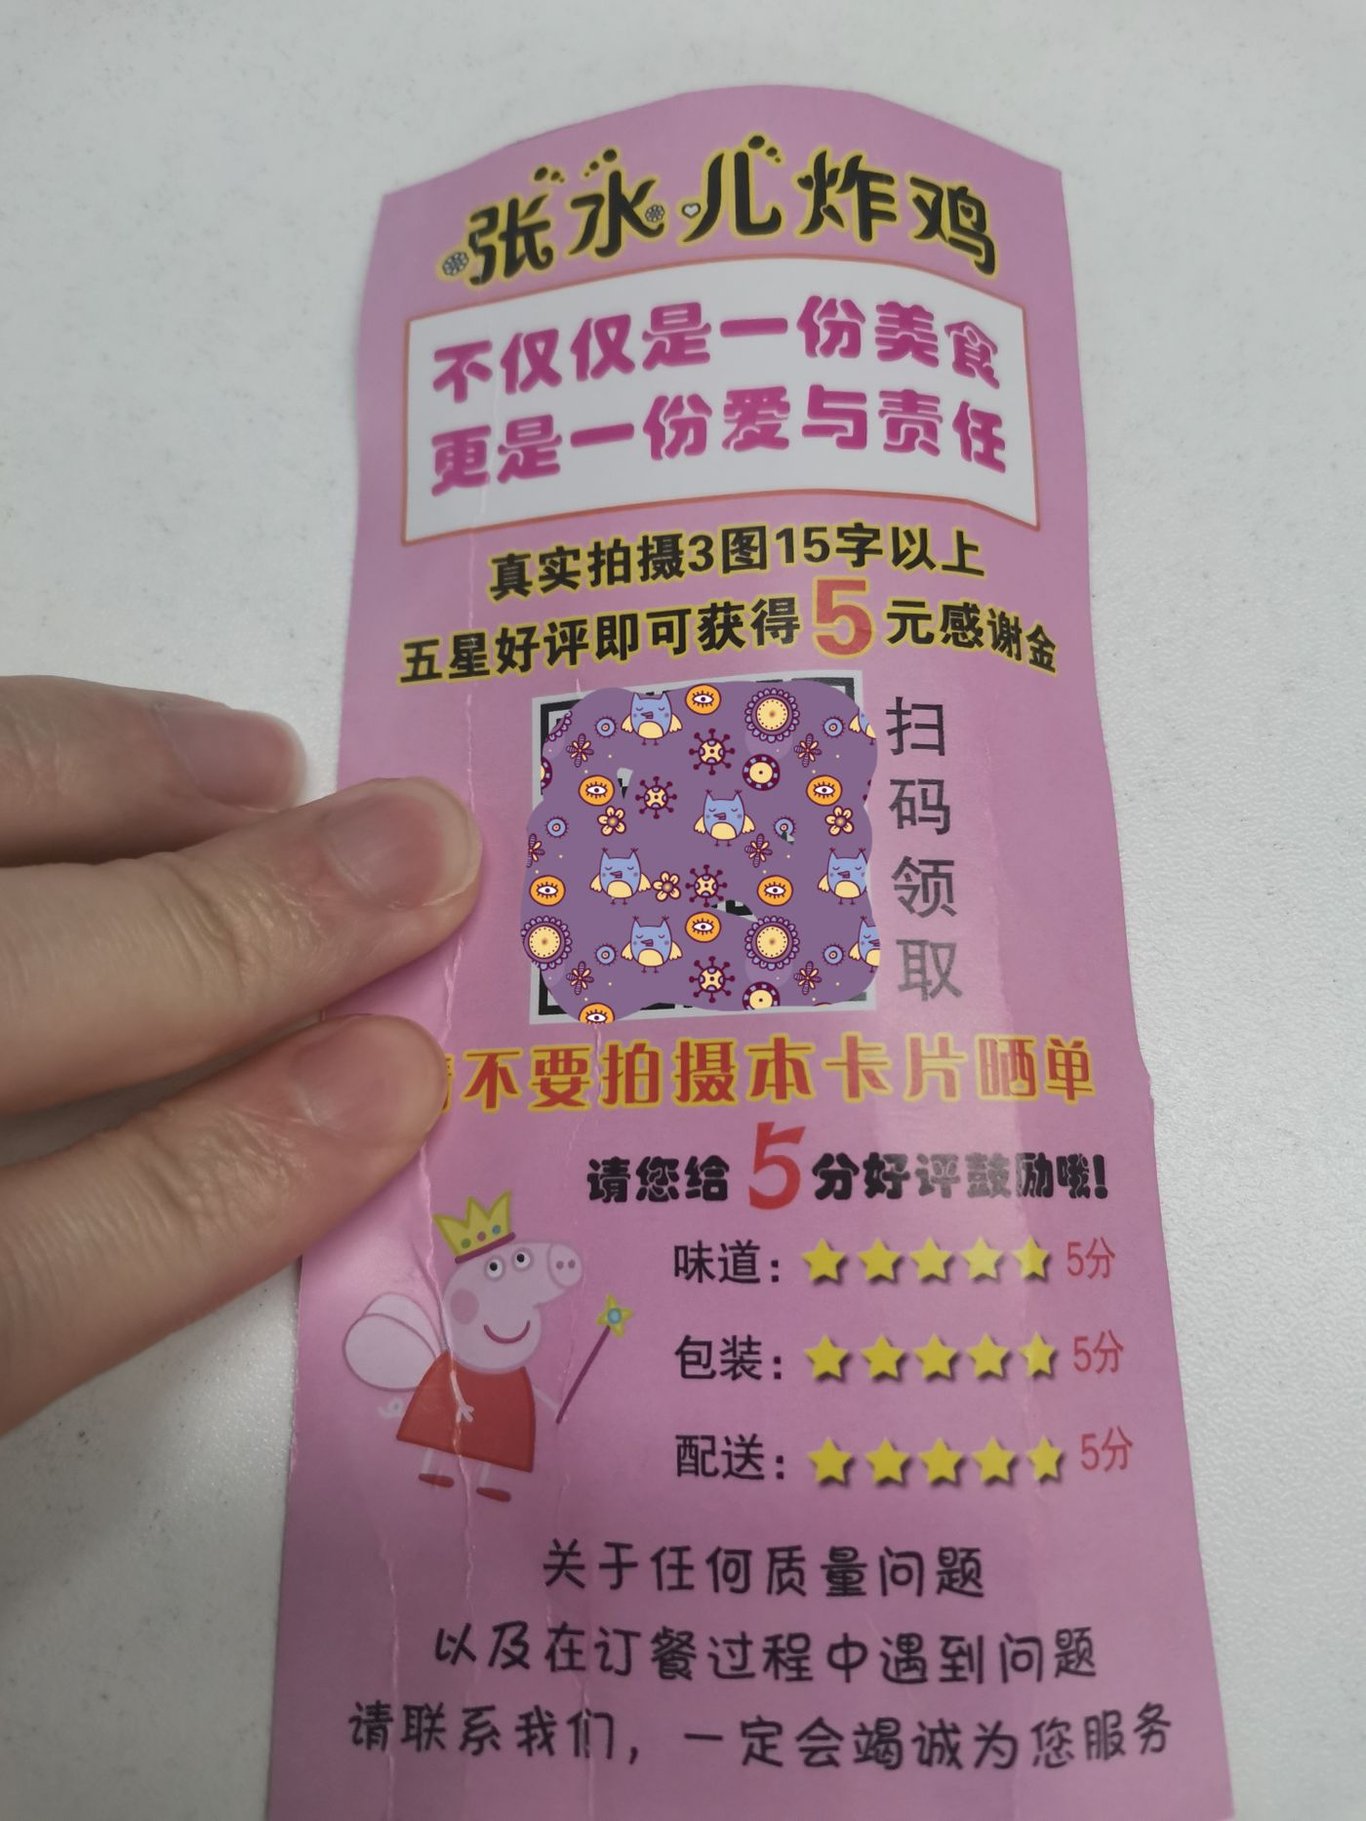 张永儿炸鸡
不仅仅是一份美食
更是一份爱与责任
真实拍摄3图15字以上
五星好评即可获得5元感谢金
扫码领取
不要拍摄本卡片晒单
请您给5分好评鼓励哦!
味道: 5分
包装: 5分
配送: 5分
关于任何质量问题
以及在订餐过程中遇到问题
请联系我们,一定会竭诚为您服务